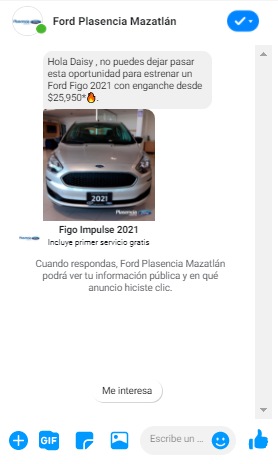 Ford Plasencia Mazatlán
Hola Daisy , no puedes dejar pasar
esta oportunidad para estrenar un
Ford Figo 2021 con enganche desde
$25,950*🔥.
2021
Plasencia
Figo Impulse 2021
Incluye primer servicio gratis
Cuando respondas, Ford Plasencia Mazatlán
podrá ver tu información pública y en qué
anuncio hiciste clic.
Me interesa
GIF
Escribe un ...